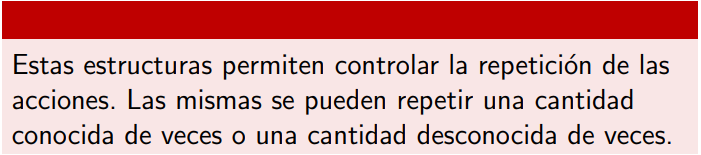 Estas estructuras permiten controlar la repetición de las
acciones. Las mismas se pueden repetir una cantidad
conocida de veces o una cantidad desconocida de veces.